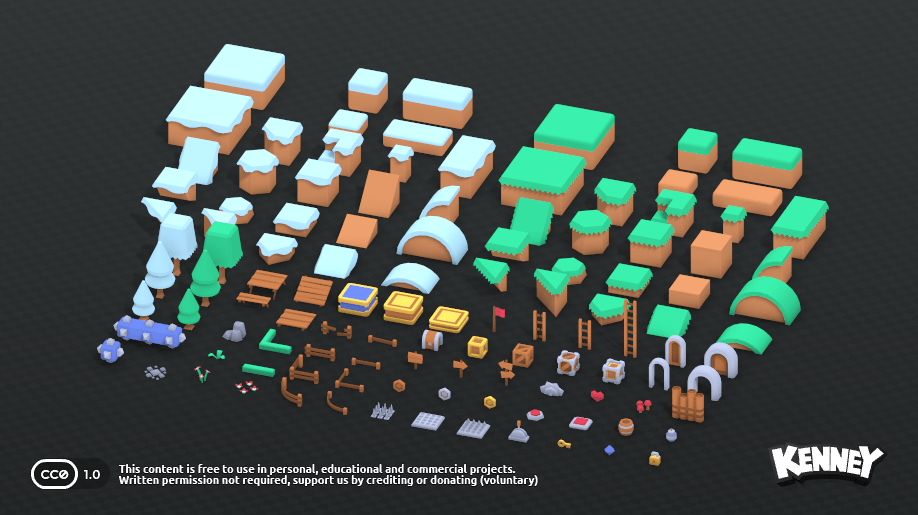 CC0 1.0
This content is free to use in personal, educational and commercial projects.
Written permission not required, support us by crediting or donating (voluntary)
KENNEY